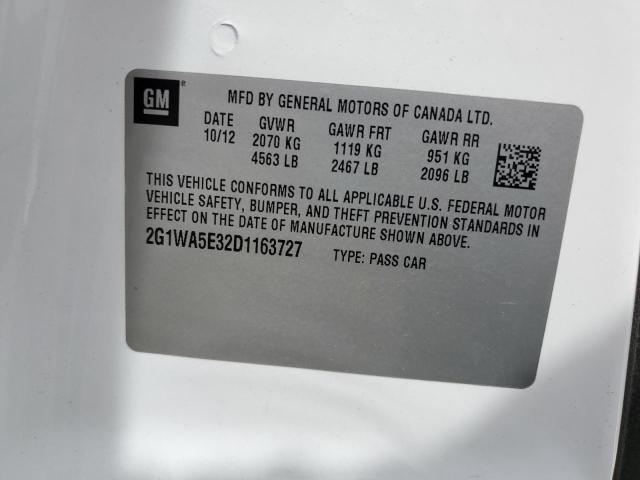 GM ®
MFD BY GENERAL MOTORS OF CANADA LTD.
DATE GVWR GAWR FRT GAWR RR
10/12 2070 KG 1119 KG 951 KG
4563 LB 2467 LB 2096 LB
THIS VEHICLE CONFORMS TO ALL APPLICABLE U.S. FEDERAL MOTOR
VEHICLE SAFETY, BUMPER, AND THEFT PREVENTION STANDARDS IN
EFFECT ON THE DATE OF MANUFACTURE SHOWN ABOVE.
2G1WA5E32D1163727 TYPE: PASS CAR